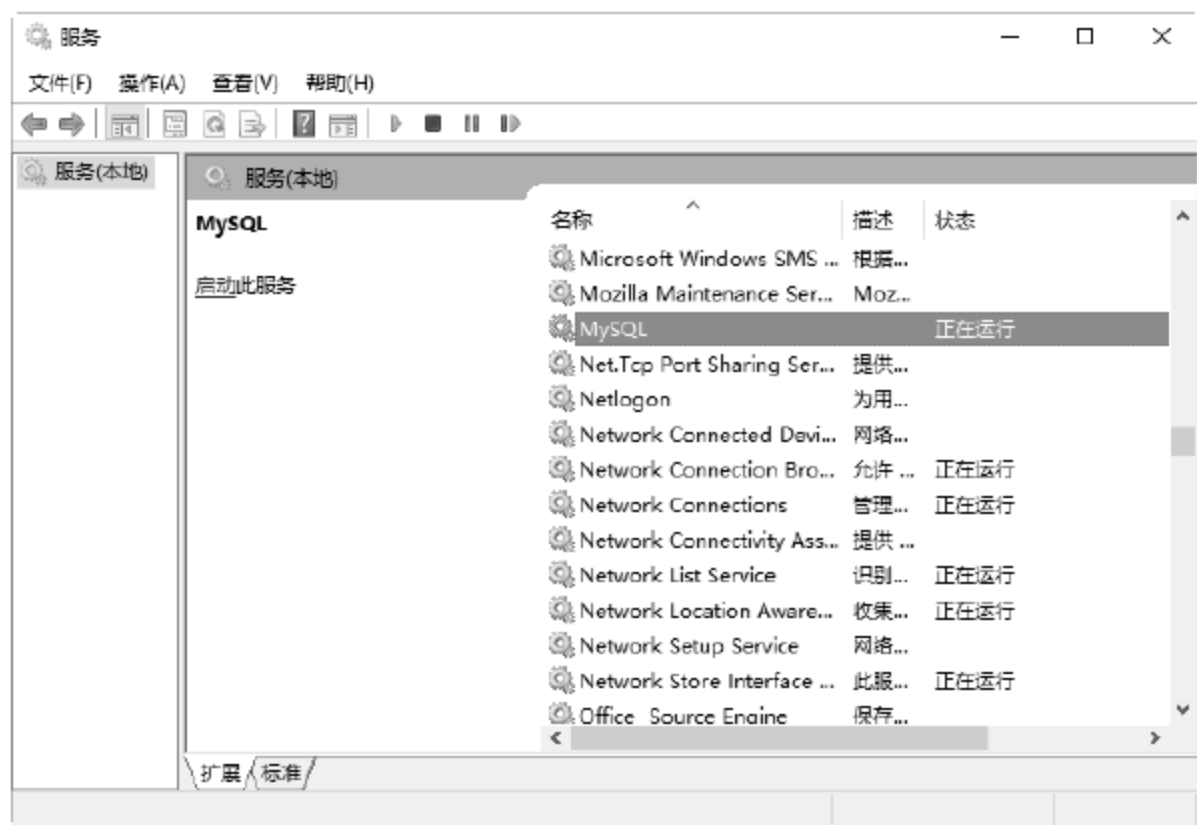 服务
文件(F) 操作(A) 查看(V) 帮助(H)
服务(本地)
服务(本地)
MySQL
启动此服务
名称 描述 状态
Microsoft Windows SMS ... 根据...
Mozilla Maintenance Ser... Moz...
MySQL 正在运行
Net.Tcp Port Sharing Ser... 提供...
Netlogon 为用...
Network Connected Devi... 网络...
Network Connection Bro... 允许 ... 正在运行
Network Connections 管理... 正在运行
Network Connectivity Ass... 提供 ...
Network List Service 识别... 正在运行
Network Location Aware... 收集... 正在运行
Network Setup Service 网络...
Network Store Interface ... 此服... 正在运行
Office Source Engine 保存...
扩展 标准